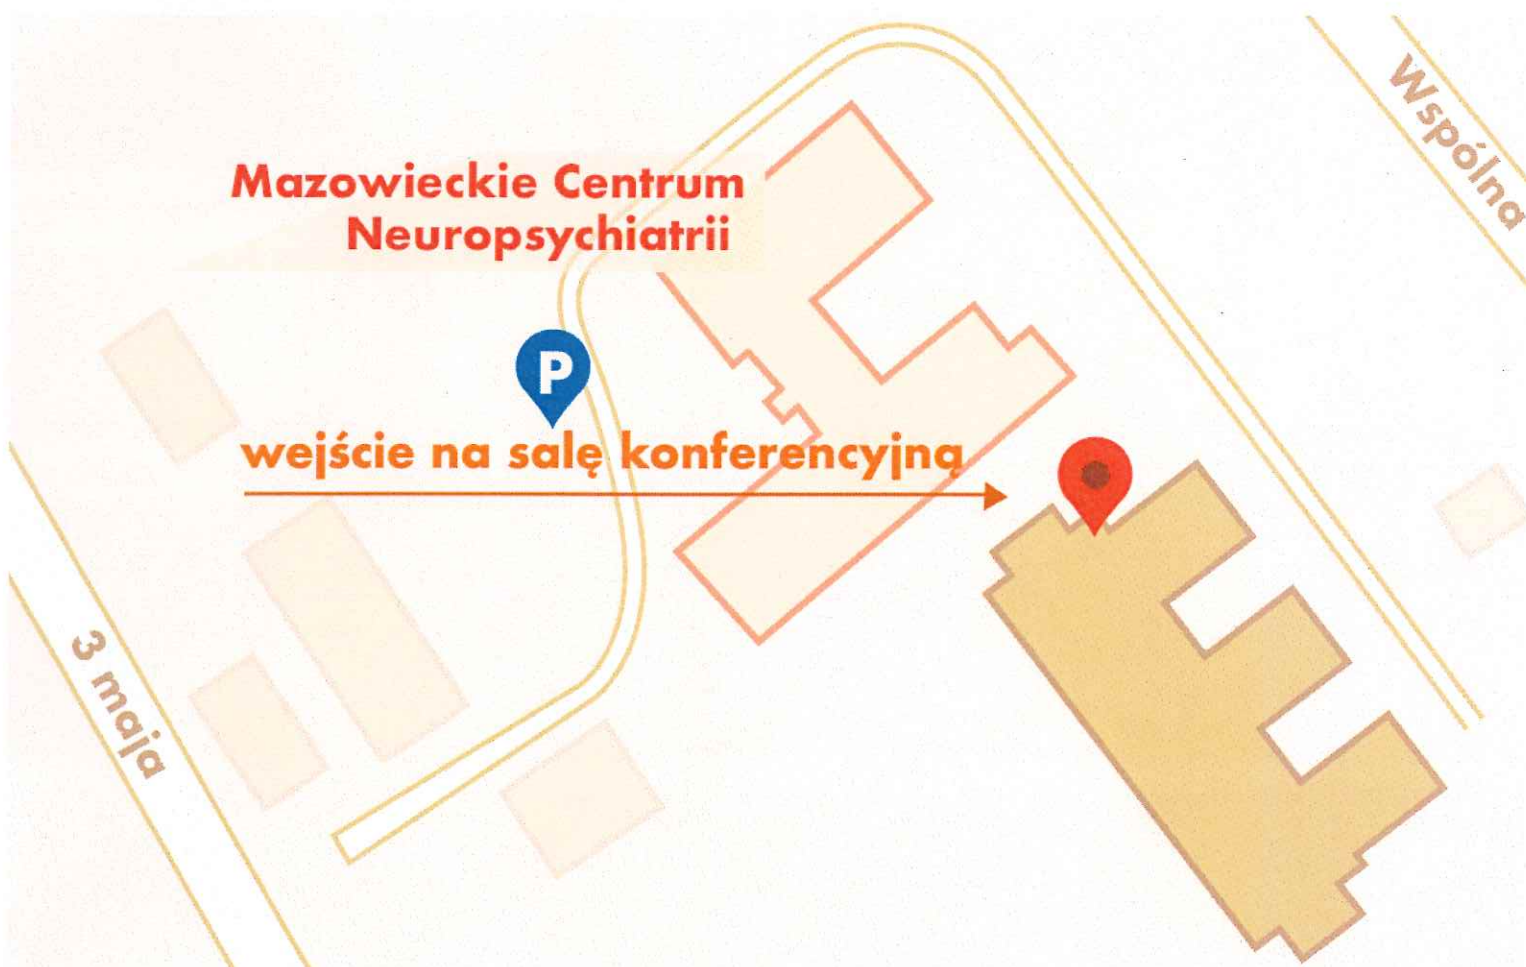 Wspólna
Mazowieckie Centrum
Neuropsychiatrii
P
wejście na salę konferencyjną
3 maja